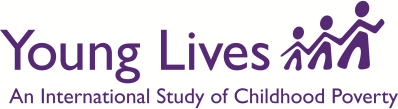 Young Lives
An International Study of Childhood Poverty